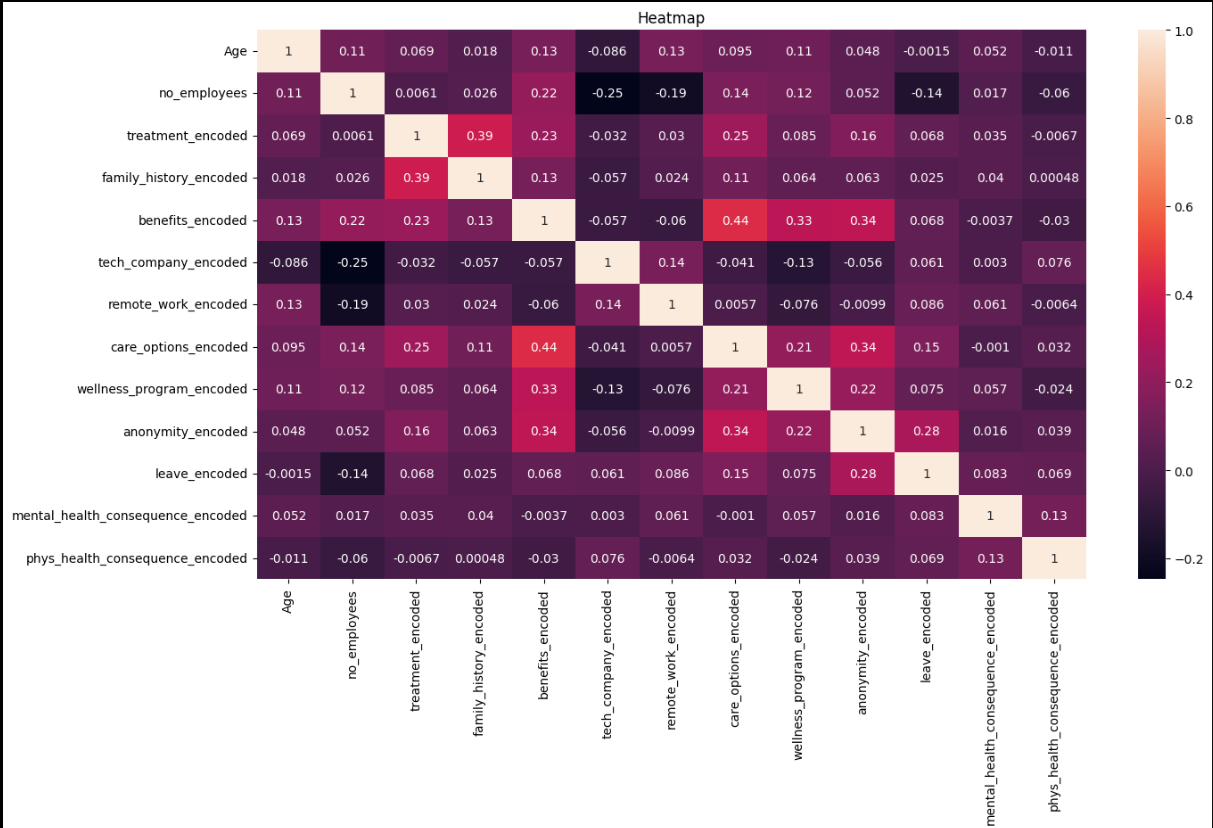 Heatmap
Age 1 0.11 0.069 0.018 0.13 -0.086 0.13 0.095 0.11 0.048 -0.0015 0.052 -0.011
no_employees 0.11 1 0.0061 0.026 0.22 -0.25 -0.19 0.14 0.12 0.052 -0.14 0.017 -0.06
treatment_encoded 0.069 0.0061 1 0.39 0.23 -0.032 0.03 0.25 0.085 0.16 0.068 0.035 -0.0067
family_history_encoded 0.018 0.026 0.39 1 0.13 -0.057 0.024 0.11 0.064 0.063 0.025 0.04 0.00048
benefits_encoded 0.13 0.22 0.23 0.13 1 -0.057 -0.06 0.44 0.33 0.34 0.068 -0.0037 -0.03
tech_company_encoded -0.086 -0.25 -0.032 -0.057 -0.057 1 0.14 -0.041 -0.13 -0.056 0.061 0.003 0.076
remote_work_encoded 0.13 -0.19 0.03 0.024 -0.06 0.14 1 0.0057 -0.076 -0.0099 0.086 0.061 -0.0064
care_options_encoded 0.095 0.14 0.25 0.11 0.44 -0.041 0.0057 1 0.21 0.34 0.15 -0.001 0.032
wellness_program_encoded 0.11 0.12 0.085 0.064 0.33 -0.13 -0.076 0.21 1 0.22 0.075 0.057 -0.024
anonymity_encoded 0.048 0.052 0.16 0.063 0.34 -0.056 -0.0099 0.34 0.22 1 0.28 0.016 0.039
leave_encoded -0.0015 -0.14 0.068 0.025 0.068 0.061 0.086 0.15 0.075 0.28 1 0.083 0.069
mental_health_consequence_encoded 0.052 0.017 0.035 0.04 -0.0037 0.003 0.061 -0.001 0.057 0.016 0.083 1 0.13
phys_health_consequence_encoded -0.011 -0.06 -0.0067 0.00048 -0.03 0.076 -0.0064 0.032 -0.024 0.039 0.069 0.13 1
Age
no_employees
treatment_encoded
family_history_encoded
benefits_encoded
tech_company_encoded
remote_work_encoded
care_options_encoded
wellness_program_encoded
anonymity_encoded
leave_encoded
mental_health_consequence_encoded
phys_health_consequence_encoded
1.0
0.8
0.6
0.4
0.2
0.0
−0.2